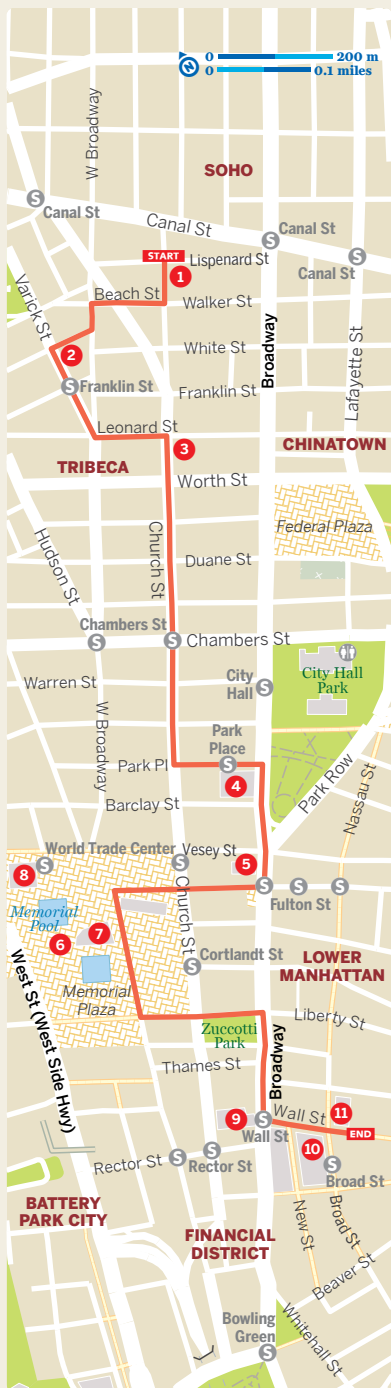 N
0 200 m
0 0.1 miles
W Broadway
SOHO
S
Canal St
Canal St
S
Canal St
S
Canal St
START
Lispenard St
1
Beach St
Walker St
Varick St
2
White St
Broadway
Lafayette St
S
Franklin St
Franklin St
Leonard St
3
CHINATOWN
TRIBECA
Worth St
Federal Plaza
Church St
Duane St
Hudson St
Chambers St
S
S
Chambers St
City
Hall
S
City Hall
Park
Warren St
W Broadway
Park
Place
S
Park Pl
4
Park Row
Nassau St
Barclay St
World Trade Center
S
S
Vesey St
5
8
Memorial
Pool
6
7
Church St
S
S
S
Fulton St
S
Cortlandt St
LOWER
MANHATTAN
West St (West Side Hwy)
Memorial
Plaza
Zuccotti
Park
Liberty St
Broadway
Thames St
9
S
Wall St
Wall St
11
END
10
Rector St
S
S
Rector St
S
Broad St
BATTERY
PARK CITY
New St
Broad St
FINANCIAL
DISTRICT
Beaver St
Bowling
Green
S
Whitehall St